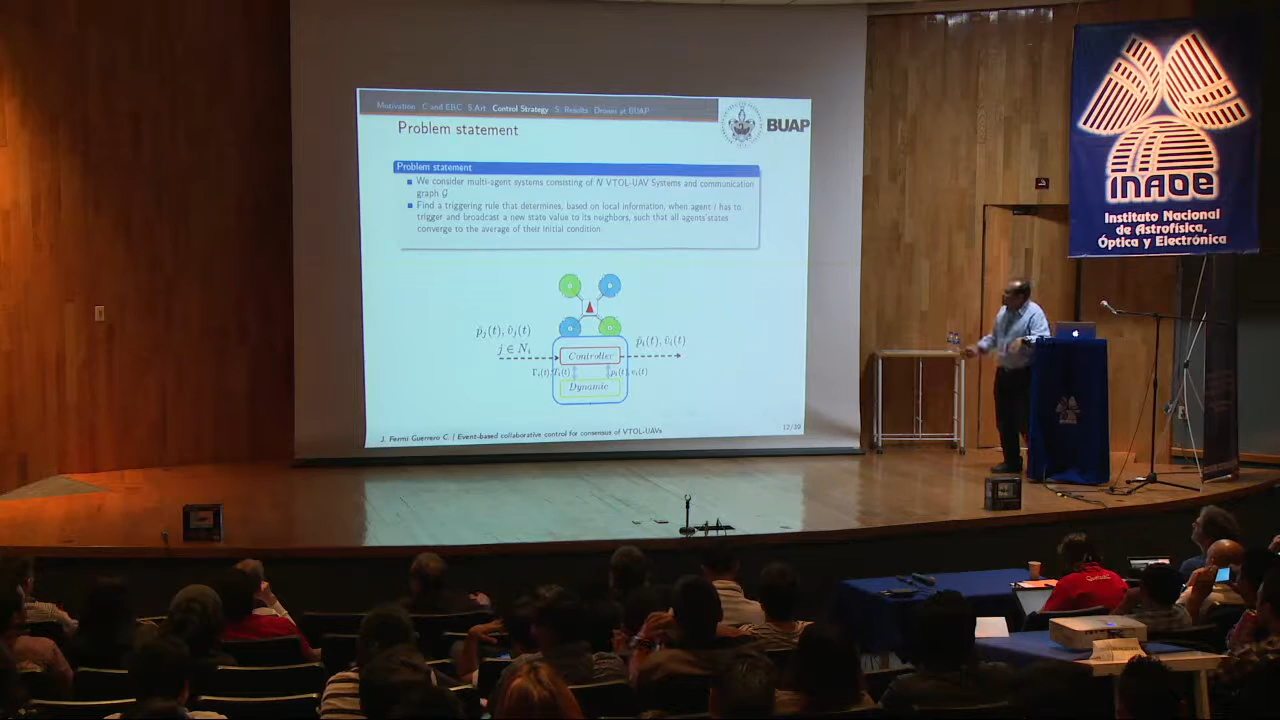 Motivation C and EBC S.Art. Control Strategy S. Results Drones at BUAP
Problem statement
BUAP
Problem statement
We consider multi-agent systems consisting of N VTOL-UAV Systems and communication
graph G
Find a triggering rule that determines, based on local information, when agent i has to
trigger and broadcast a new state value to its neighbors, such that all agents states
converge to the average of their initial condition.
p̄j(t), v̄j(t)
j ∈ Ni
p̄i(t), v̄i(t)
Controller
pi(t), vi(t)
Dynamic
J. Fermi Guerrero C. | Event-based collaborative control for consensus of VTOL-UAVs
12/39
INAOE
Instituto Nacional
de Astrofísica,
Óptica y Electrónica